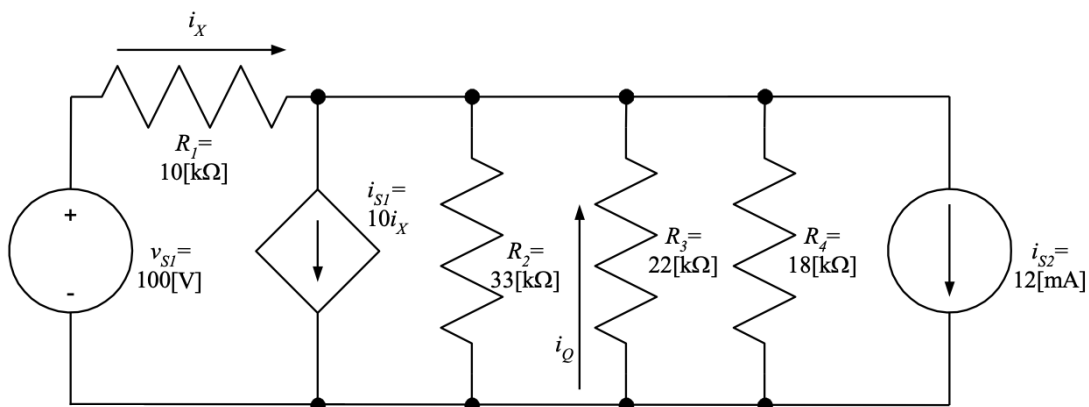 i_X
R_1=
10[kΩ]
+
v_S1=
100[V]
-
i_S1=
10i_X
R_2=
33[kΩ]
i_Q
R_3=
22[kΩ]
R_4=
18[kΩ]
i_S2=
12[mA]